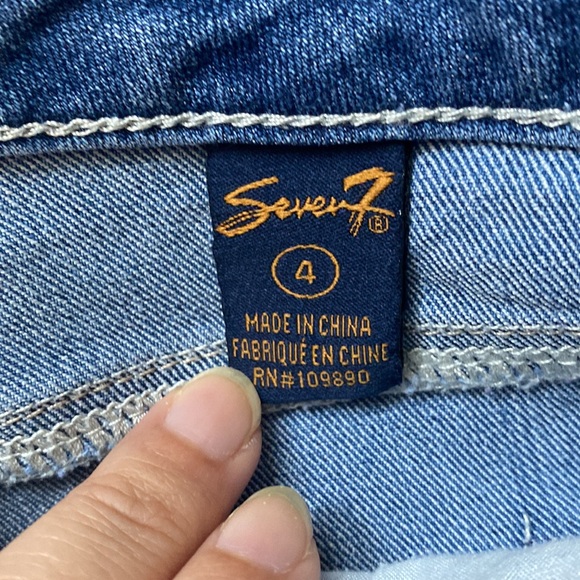 Seven7®
4
MADE IN CHINA
FABRIQUÉ EN CHINE
RN#109890